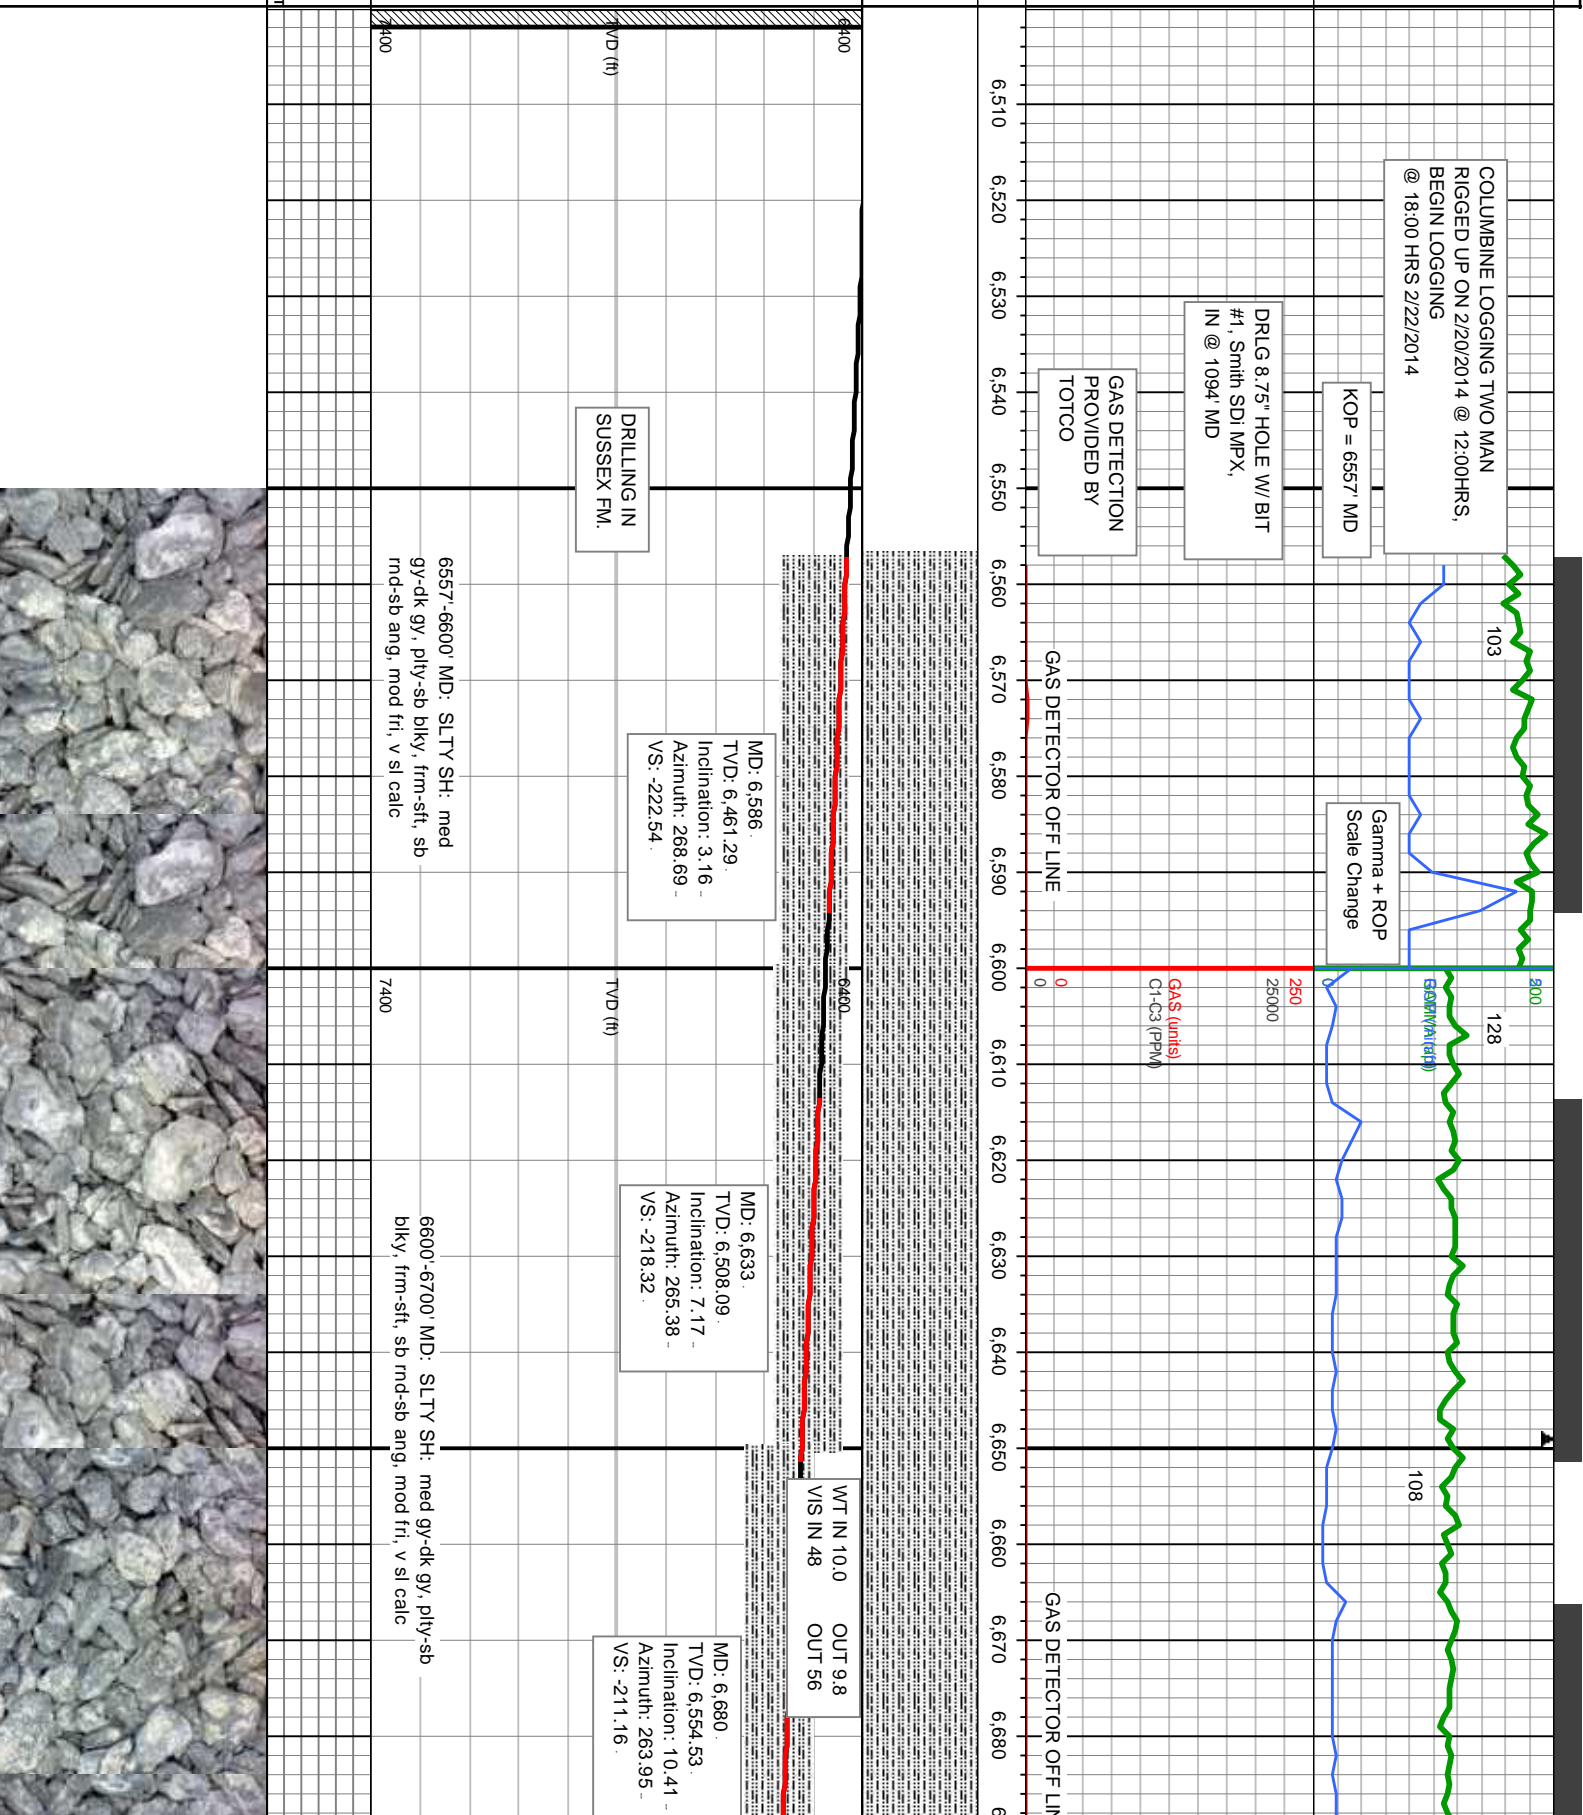 COLUMBINE LOGGING TWO MAN
RIGGED UP ON 2/20/2014 @ 12:00HRS,
BEGIN LOGGING
@ 18:00 HRS 2/22/2014
KOP = 6557' MD
DRLG 8.75" HOLE W/ BIT
#1, Smith SDi MPX,
IN @ 1094' MD
GAS DETECTION
PROVIDED BY
TOTCO
103
Gamma + ROP
Scale Change
GAS DETECTOR OFF LINE
200
128
0
250
25000
GAS (units)
C1-C3 (PPM)
0
0
108
GAS DETECTOR OFF LIN
6,510
6,520
6,530
6,540
6,550
6,560
6,570
6,580
6,590
6,600
6,610
6,620
6,630
6,640
6,650
6,660
6,670
6,680
6400
TVD (ft)
7400
DRILLING IN
SUSSEX FM.
6557'-6600' MD: SLTY SH: med
gy-dk gy, plty-sb blky, frm-sft, sb
rnd-sb ang, mod fri, v sl calc
MD: 6,586
TVD: 6,461.29
Inclination: 3.16
Azimuth: 268.69
VS: -222.54
6400
TVD (ft)
7400
MD: 6,633
TVD: 6,508.09
Inclination: 7.17
Azimuth: 265.38
VS: -218.32
6600'-6700' MD: SLTY SH: med gy-dk gy, plty-sb
blky, frm-sft, sb rnd-sb ang, mod fri, v sl calc
WT IN 10.0 OUT 9.8
VIS IN 48 OUT 56
MD: 6,680
TVD: 6,554.53
Inclination: 10.41
Azimuth: 263.95
VS: -211.16